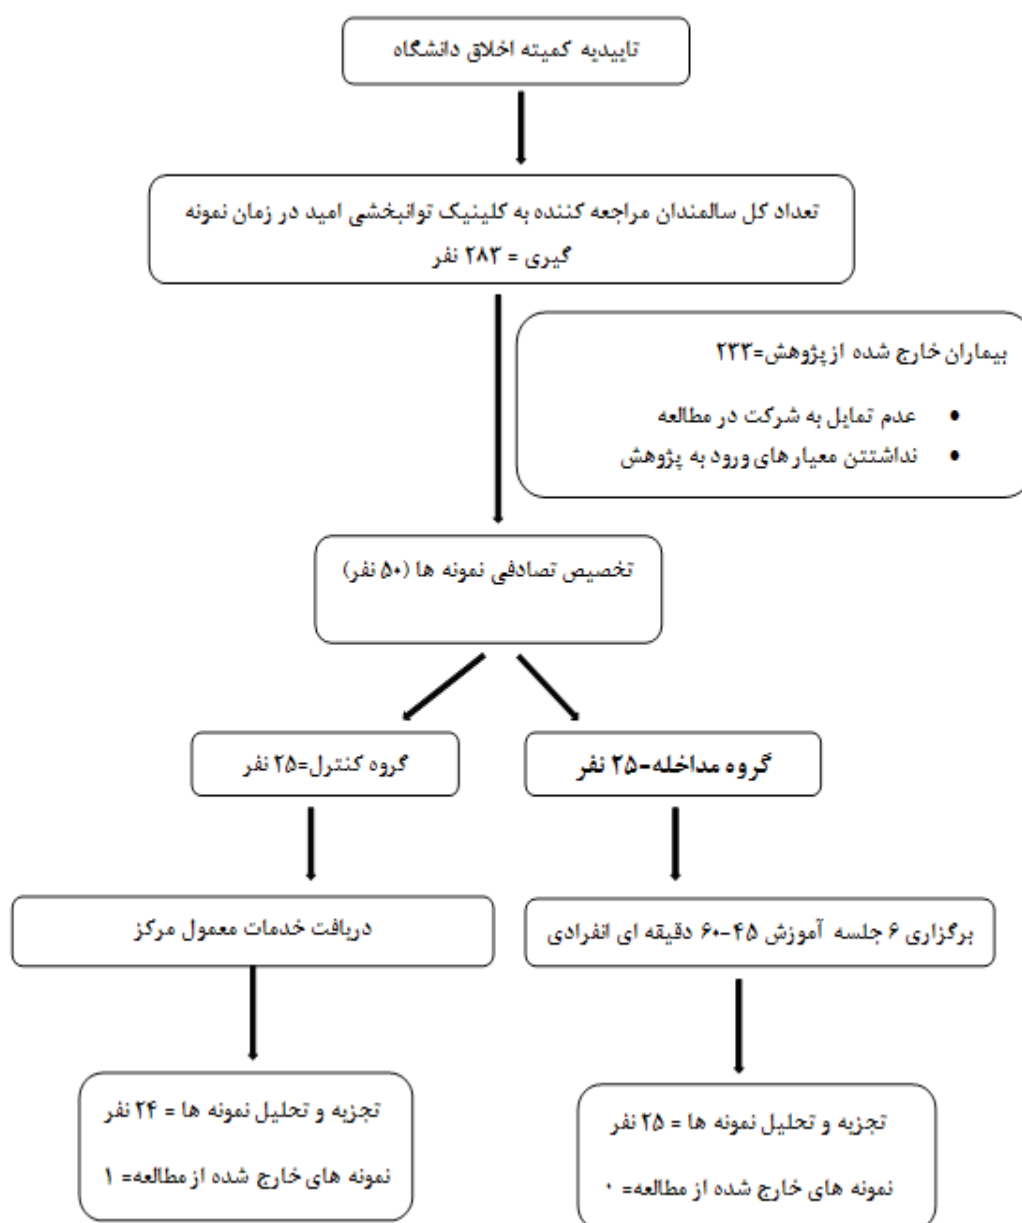 تاییدیه کمیته اخلاق دانشگاه
تعداد کل سالمندان مراجعه کننده به کلینیک توانبخشی امید در زمان نمونه
گیری = ۲۸۳ نفر
بیماران خارج شده از پژوهش=۲۳۳
• عدم تمایل به شرکت در مطالعه
• نداشتتن معیار های ورود به پژوهش
تخصیص تصادفی نمونه ها (۵۰ نفر)
گروه مداخله-۲۵ نفر
گروه کنترل=۲۵ نفر
برگزاری ۶ جلسه آموزش ۴۵-۶۰ دقیقه ای انفرادی
دریافت خدمات معمول مرکز
تجزیه و تحلیل نمونه ها = ۲۵ نفر
نمونه های خارج شده از مطالعه= ۰
تجزیه و تحلیل نمونه ها = ۲۴ نفر
نمونه های خارج شده از مطالعه= ۱